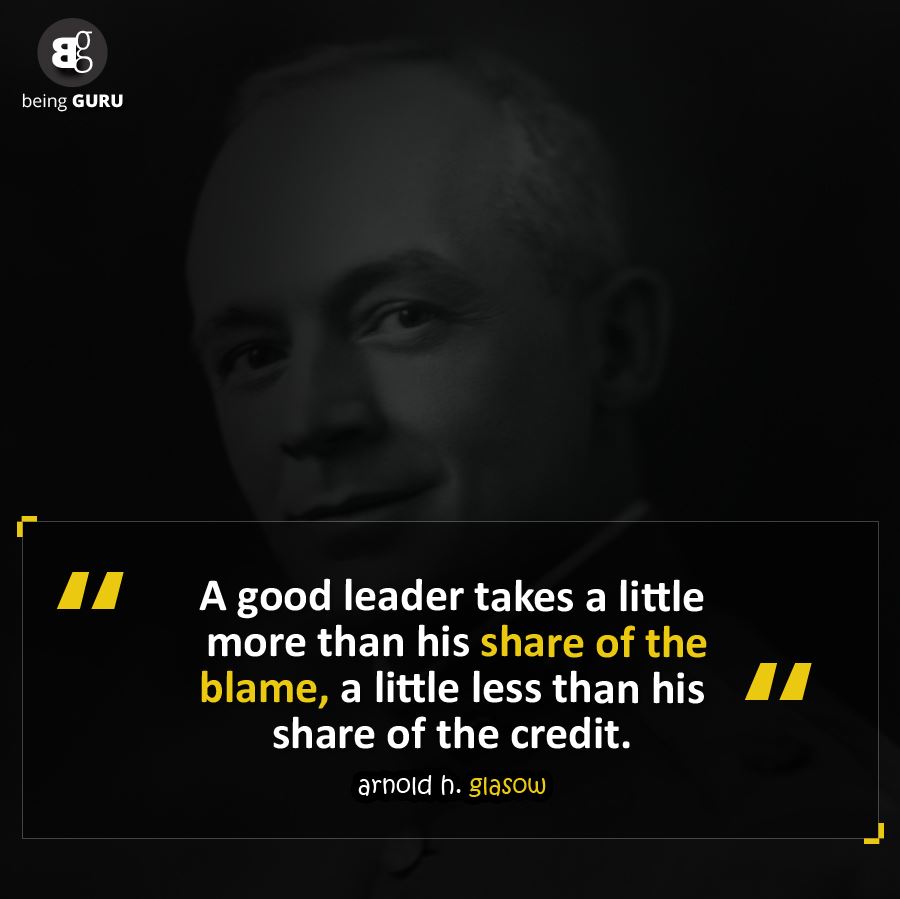 Bg
being GURU
“
A good leader takes a little
more than his share of the
blame, a little less than his
share of the credit.
“
arnold h. glasow